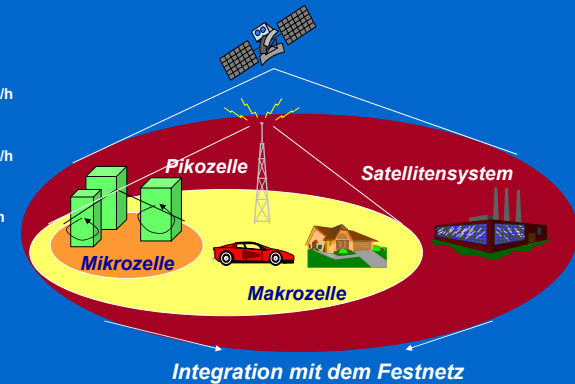 /h
/h
Pikozelle
Satellitensystem
h
Mikrozelle
Makrozelle
Integration mit dem Festnetz